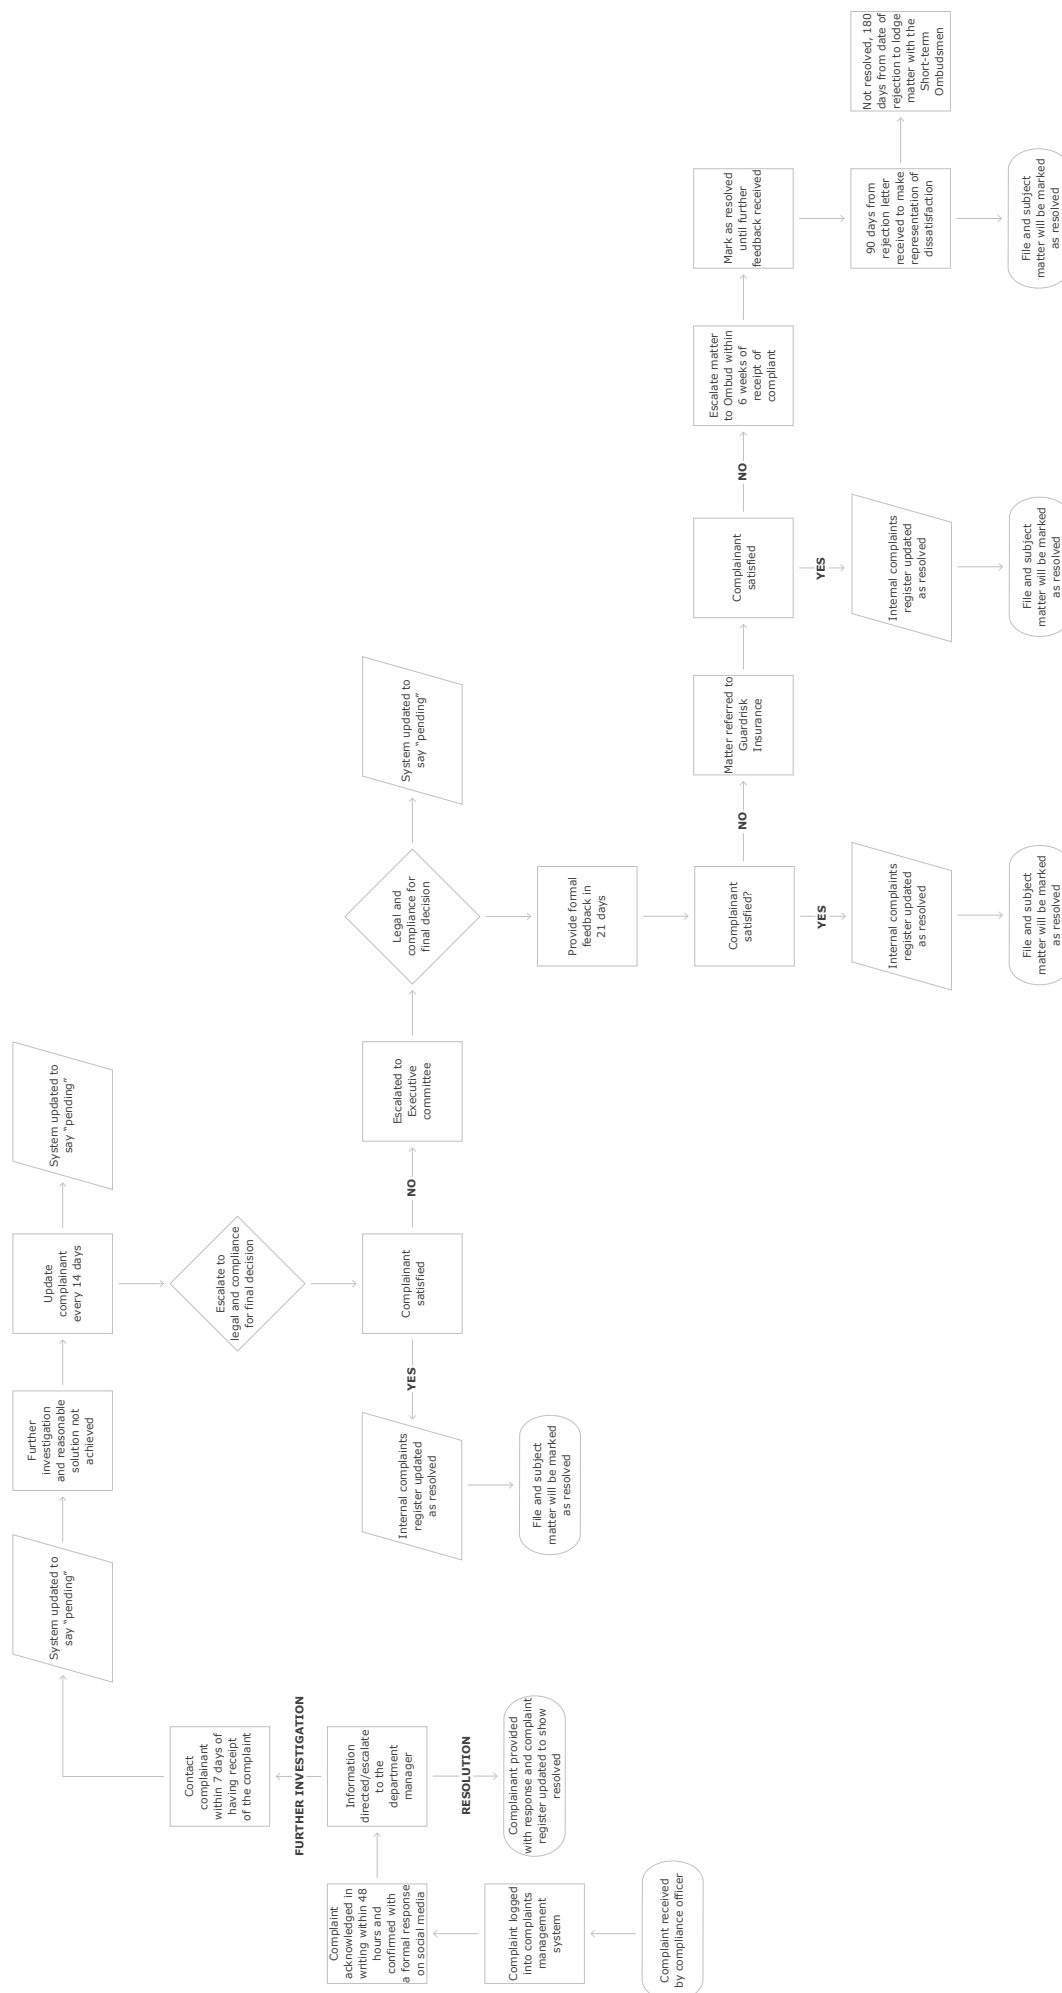 Complaint received
by compliance officer
Complaint logged
into complaints
management
system
Complaint
acknowledged in
writing within 48
hours and
confirmed with
a formal response
on social media
Information
directed/escalate
to the
department
manager
RESOLUTION
Complainant provided
with response and complaint
register updated to show
resolved
FURTHER INVESTIGATION
Contact
complainant
within 7 days of
having receipt
of the complaint
System updated to
say “pending”
Further
investigation
and reasonable
solution not
achieved
Update
complainant
every 14 days
System updated to
say “pending”
Escalate to
legal and compliance
for final decision
Complainant
satisfied
YES
Internal complaints
register updated
as resolved
File and subject
matter will be marked
as resolved
NO
Escalated to
Executive
committee
Legal and
compliance for
final decision
System updated to
say “pending”
Provide formal
feedback in
21 days
Complainant
satisfied?
YES
Internal complaints
register updated
as resolved
File and subject
matter will be marked
as resolved
NO
Matter referred to
Guardrisk
Insurance
Complainant
satisfied
YES
Internal complaints
register updated
as resolved
File and subject
matter will be marked
as resolved
NO
Escalate matter
to Ombud within
6 weeks of
receipt of
compliant
Mark as resolved
until further
feedback received
90 days from
rejection letter
received to make
representation of
dissatisfaction
File and subject
matter will be marked
as resolved
Not resolved, 180
days from date of
rejection to lodge
matter with the
Short-term
Ombudsmen